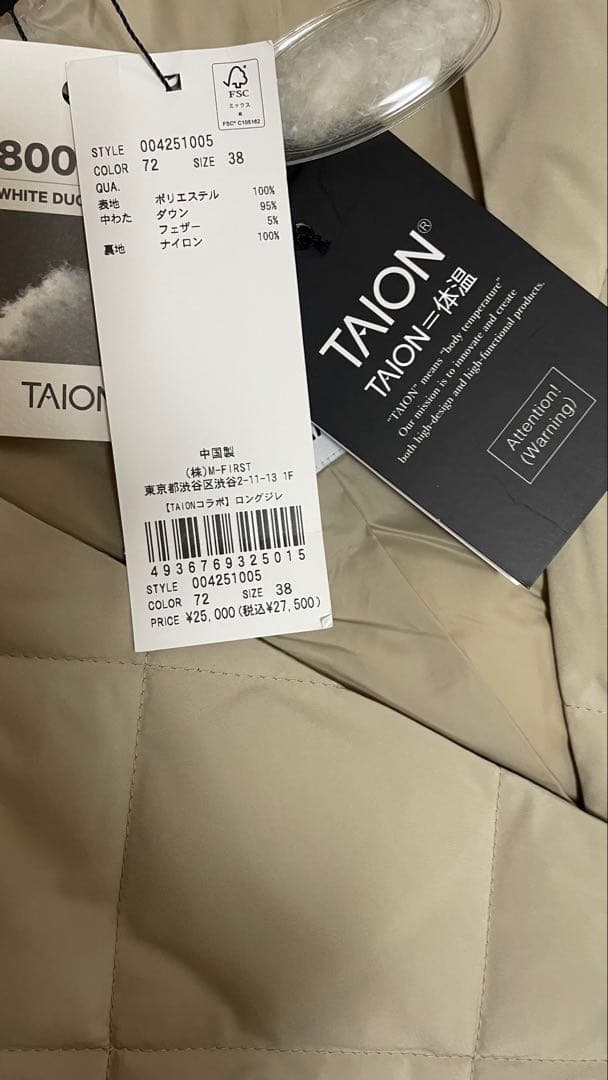 800
WHITE DUC
TAION
FSC
ミックス
FSC® C108162
STYLE 004251005
COLOR 72 SIZE 38
QUA.
表地 ポリエステル 100%
中わた ダウン 95%
フェザー 5%
裏地 ナイロン 100%
中国製
(株)M-FIRST
東京都渋谷区渋谷2-11-13 1F
【TAIONコラボ】ロングジレ
4936769325015
STYLE 004251005
COLOR 72 SIZE 38
PRICE ¥25,000(税込¥27,500)
TAION®
TAION=体温
"TAION" means "body temperature"
Our mission is to innovate and create
both high-design and high-functional products.
Attention!
(Warning)